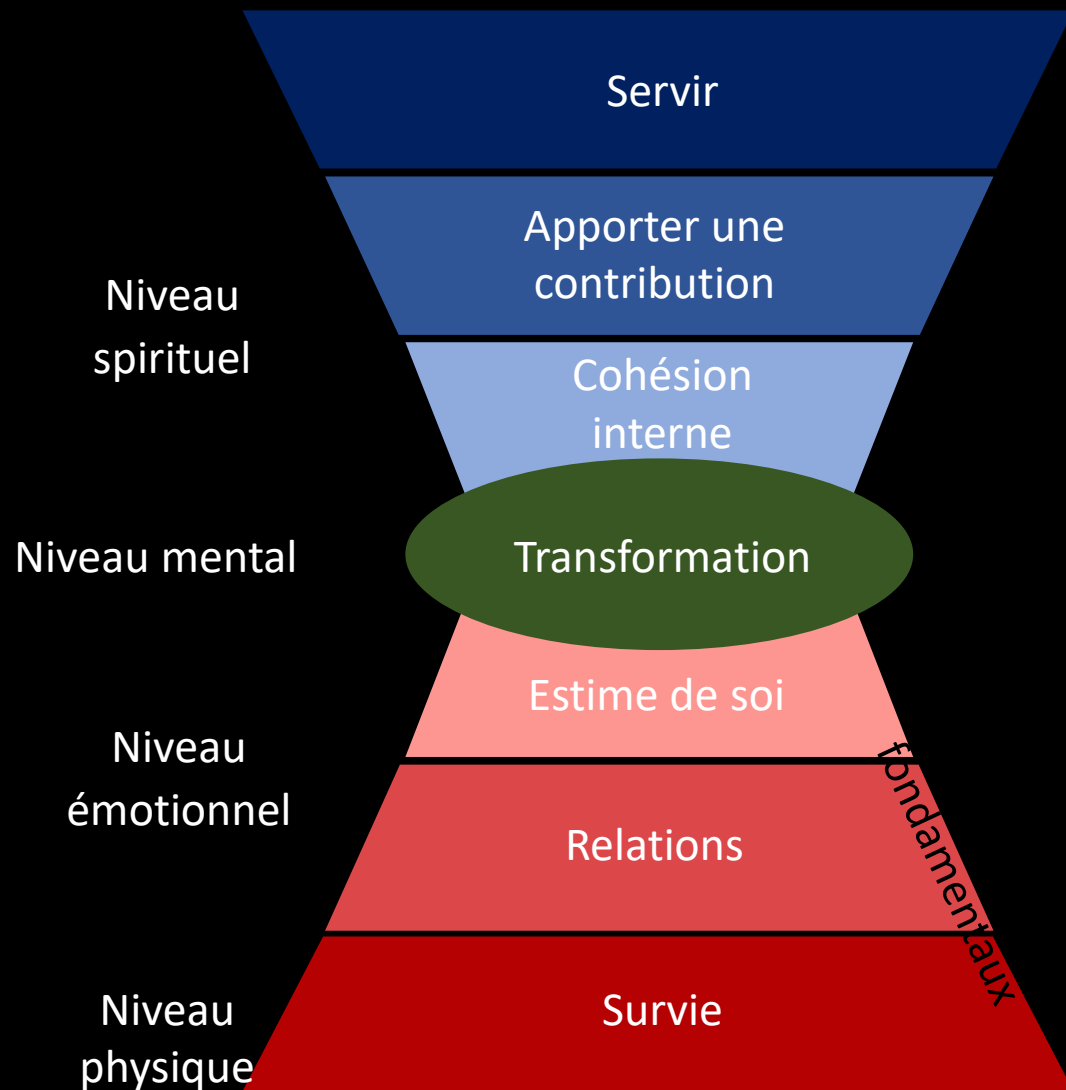 Servir
Apporter une
contribution
Niveau
spirituel
Cohésion
interne
Niveau mental
Transformation
Estime de soi
Niveau
émotionnel
Relations
fondamentaux
Niveau
physique
Survie